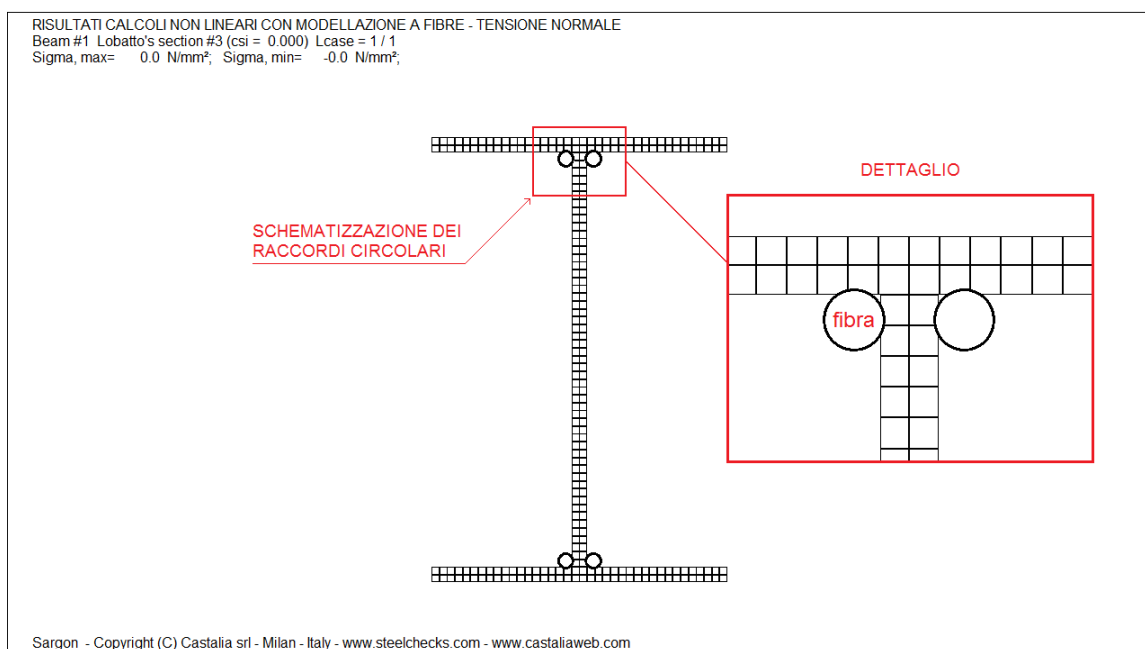 RISULTATI CALCOLI NON LINEARI CON MODELLAZIONE A FIBRE - TENSIONE NORMALE
Beam #1 Lobatto's section #3 (csi = 0.000) Lcase = 1 / 1
Sigma, max= 0.0 N/mm²; Sigma, min= -0.0 N/mm²;
DETTAGLIO
SCHEMATIZZAZIONE DEI
RACCORDI CIRCOLARI
fibra
Sargon - Copyright (C) Castalia srl - Milan - Italy - www.steelchecks.com - www.castaliaweb.com